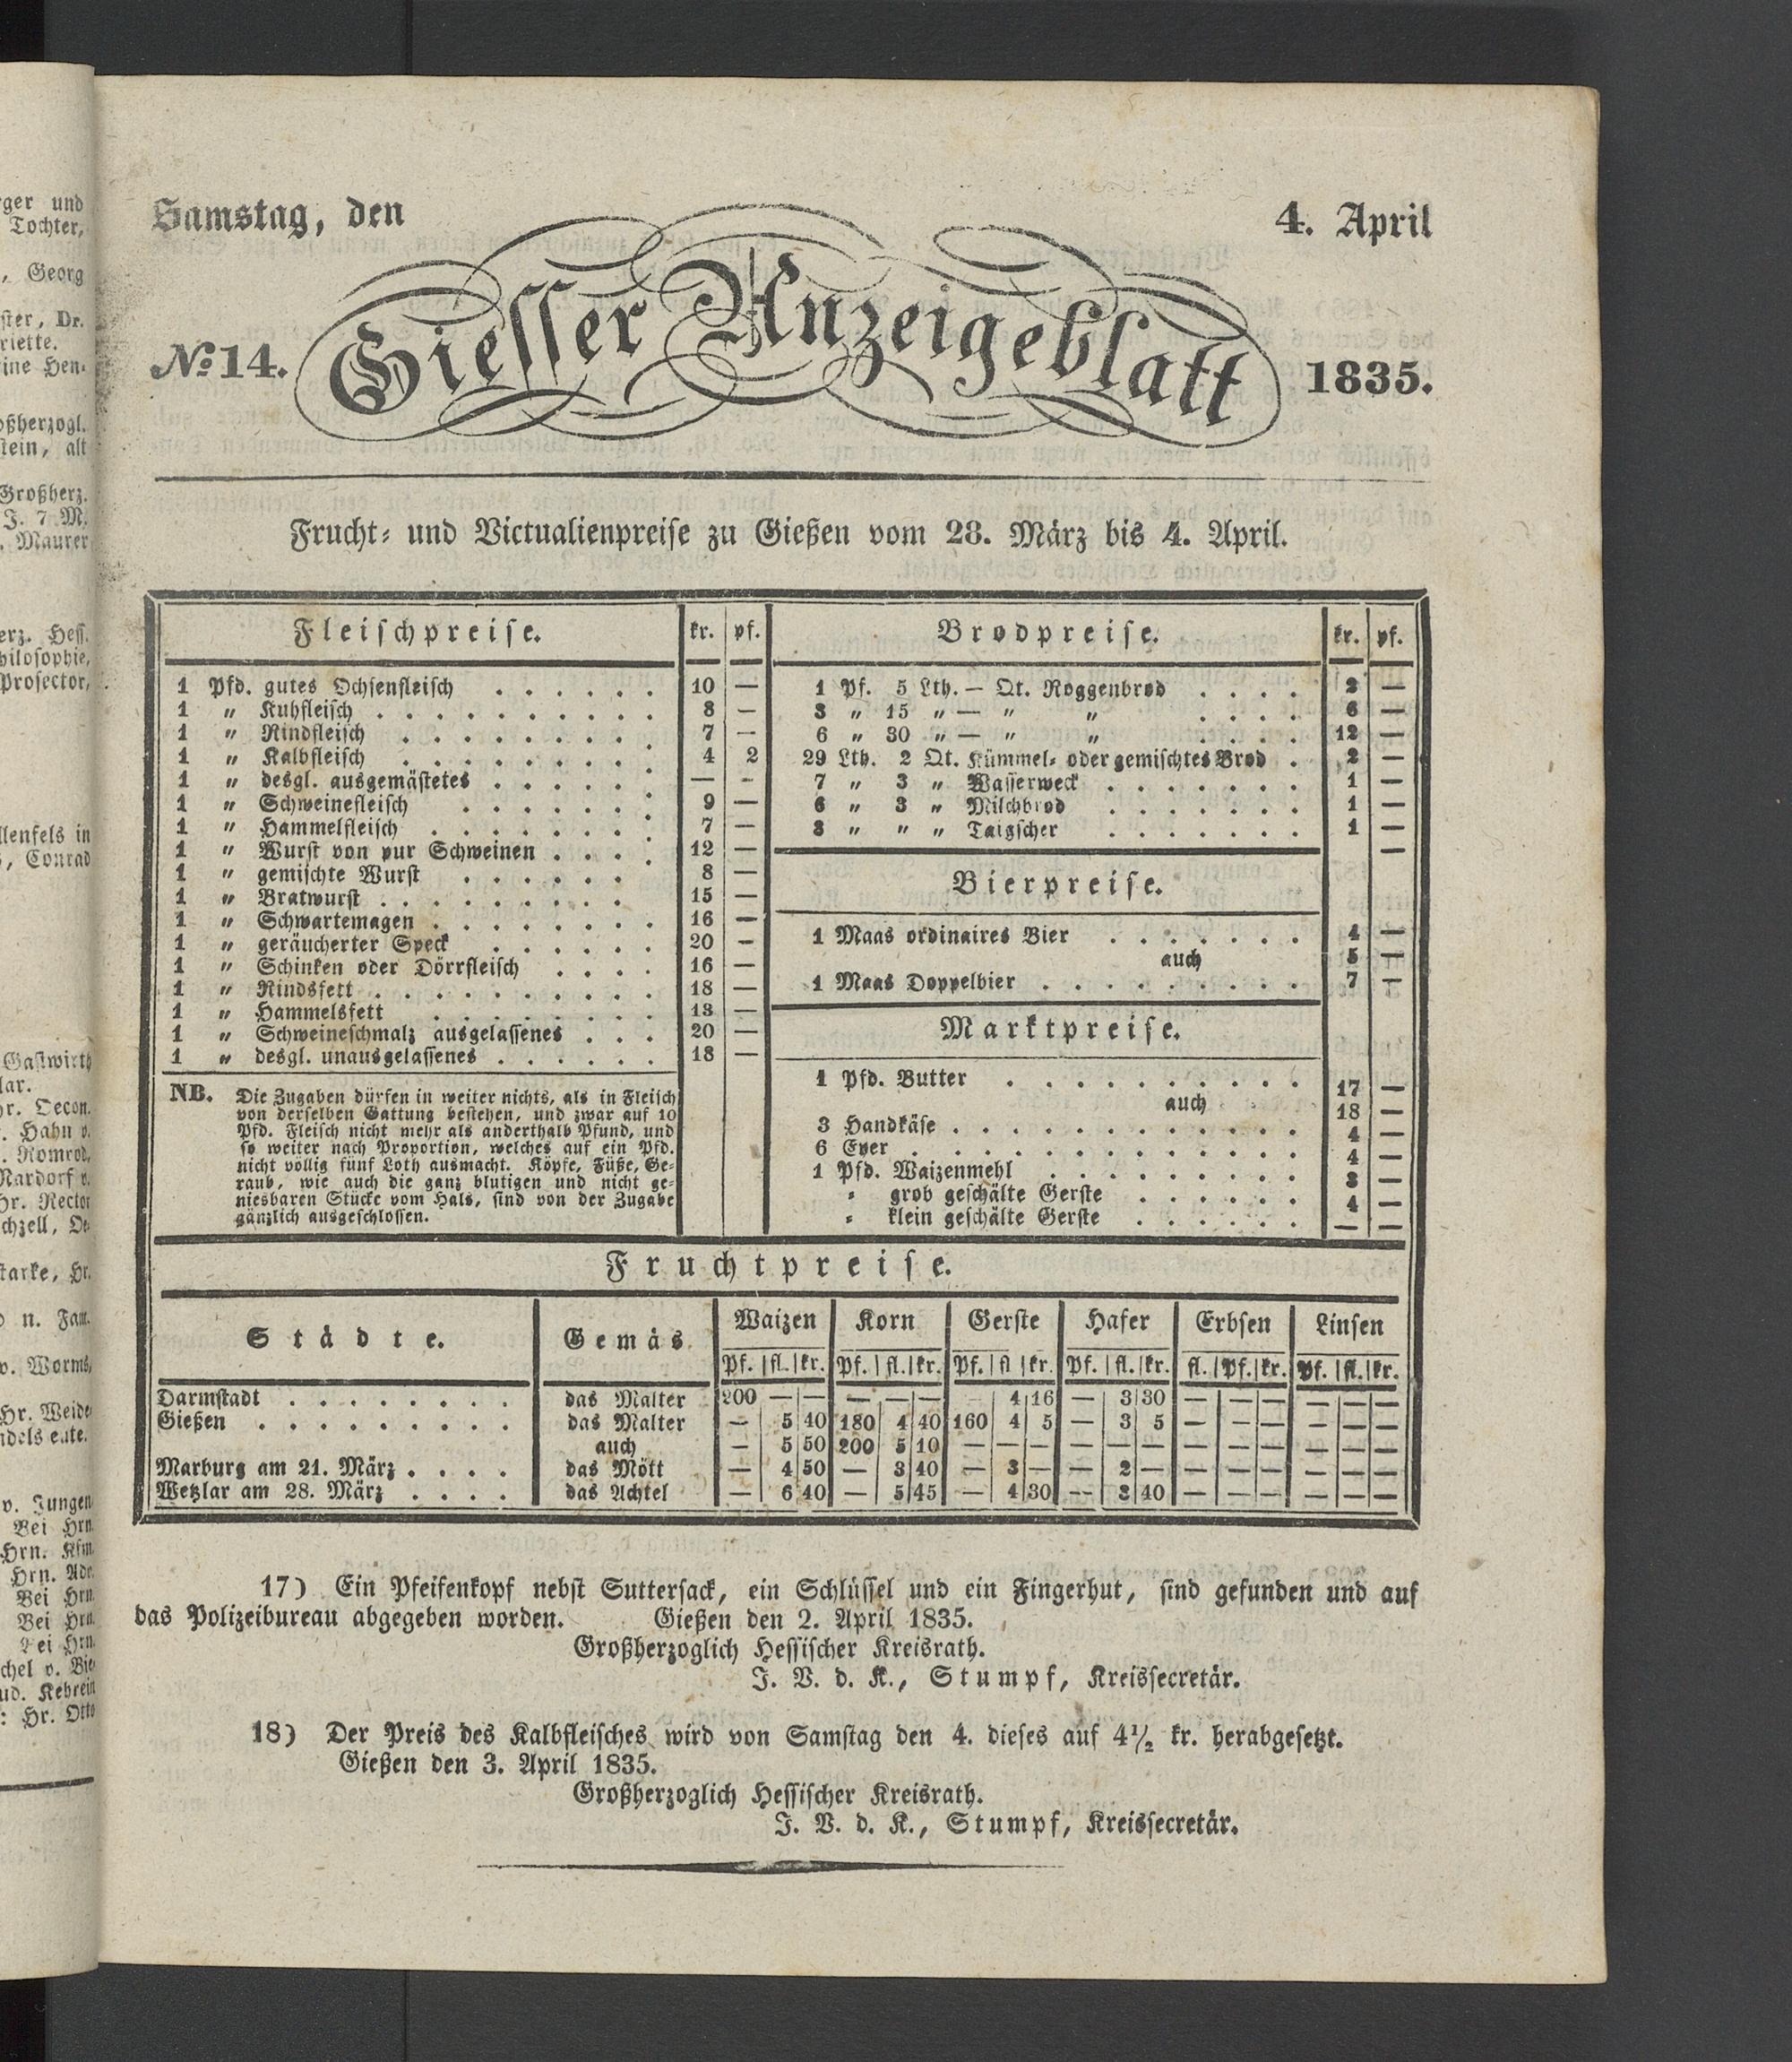 Samstag, den 4. April
No 14. Giesser Anzeigeblatt 1835.
Frucht- und Victualienpreise zu Gießen vom 28. März bis 4. April.
Fleischpreise. kr. pf.
1 Pfd. gutes Ochsenfleisch . . . . . . 10 —
1 „ Kuhfleisch . . . . . . . . . . 8 —
1 „ Rindfleisch . . . . . . . . . 7 —
1 „ Kalbfleisch . . . . . . . . . 4 2
1 „ desgl. ausgemästetes . . . . . . — -
1 „ Schweinefleisch . . . . . . . 9 —
1 „ Hammelfleisch . . . . . . . . 7 —
1 „ Wurst von pur Schweinen . . . . 12 —
1 „ gemischte Wurst . . . . . . 8 —
1 „ Bratwurst . . . . . . . . . 15 —
1 „ Schwartemagen . . . . . . . . 16 —
1 „ geräucherter Speck . . . . . . 20 -
1 „ Schinken oder Dörrfleisch . . . . 16 —
1 „ Rindsfett . . . . . . . . . . 18 —
1 „ Hammelsfett . . . . . . . . 13 —
1 „ Schweineschmalz ausgelassenes . . . 20 —
1 „ desgl. unausgelassenes . . . . . . 18 —
NB. Die Zugaben dürfen in weiter nichts, als in Fleisch
von derselben Gattung bestehen, und zwar auf 10
Pfd. Fleisch nicht mehr als anderthalb Pfund, und
so weiter nach Proportion, welches auf ein Pfd.
nicht völlig fünf Loth ausmacht. Köpfe, Füße, Ge-
raub, wie auch die ganz blutigen und nicht ge-
niesbaren Stücke vom Hals, sind von der Zugabe
gänzlich ausgeschlossen.
Brodpreise. kr. pf.
1 Pf. 5 Lth. — Qt. Roggenbrod . . . . 2 —
3 „ 15 „ — „ „ . . . . 6 —
6 „ 30 „ — „ „ . . . . 12 —
29 Lth. 2 Qt. Kümmel- oder gemischtes Brod . 2 —
7 „ 3 „ Wasserweck . . . . . . . 1 —
6 „ 3 „ Milchbrod . . . . . . . 1 —
8 „ „ „ Taigscher . . . . . . . 1 —
—
Bierpreise.
1 Maas ordinaires Bier . . . . . . . 4 —
auch 5 —
1 Maas Doppelbier . . . . . . . . . 7 —
Marktpreise.
1 Pfd. Butter . . . . . . . . . . 17 —
auch 18 —
3 Handkäse . . . . . . . . . . . . 4 —
6 Eyer . . . . . . . . . . . . . 4 —
1 Pfd. Waizenmehl . . . . . . . . 8 —
- grob geschälte Gerste . . . . . . 4 —
- klein geschälte Gerste . . . . . . — —
Fruchtpreise.
Städte. Gemäs. Waizen Korn Gerste Hafer Erbsen Linsen
Pf. fl. kr. Pf. fl. kr. Pf. fl kr. Pf. fl. kr. fl. Pf. kr. Pf. fl. kr.
Darmstadt . . . . . . . . das Malter 200 — — — — — 4 16 — 3 30 — — — — — —
Gießen . . . . . . . . . das Malter — 5 40 180 4 40 160 4 5 — 3 5 — — — — — —
auch — 5 50 200 5 10 — — — — — — — — — — — —
Marburg am 21. März . . . . das Mött — 4 50 — 3 40 — 3 — — 2 — — — — — — —
Wetzlar am 28. März . . . . das Achtel — 6 40 — 5 45 — 4 30 — 3 40 — — — — — —
17) Ein Pfeifenkopf nebst Suttersack, ein Schlüssel und ein Fingerhut, sind gefunden und auf
das Polizeibureau abgegeben worden. Gießen den 2. April 1835.
Großherzoglich Hessischer Kreisrath.
J. V. d. K., Stumpf, Kreissecretär.
18) Der Preis des Kalbfleisches wird von Samstag den 4. dieses auf 4½ kr. herabgesetzt.
Gießen den 3. April 1835.
Großherzoglich Hessischer Kreisrath.
J. V. d. K., Stumpf, Kreissecretär.